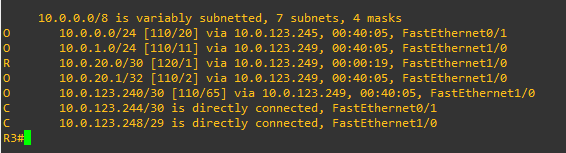 10.0.0.0/8 is variably subnetted, 7 subnets, 4 masks
O 10.0.0.0/24 [110/20] via 10.0.123.245, 00:40:05, FastEthernet0/1
O 10.0.1.0/24 [110/11] via 10.0.123.249, 00:40:05, FastEthernet1/0
R 10.0.20.0/30 [120/1] via 10.0.123.249, 00:00:19, FastEthernet1/0
O 10.0.20.1/32 [110/2] via 10.0.123.249, 00:40:05, FastEthernet1/0
O 10.0.123.240/30 [110/65] via 10.0.123.249, 00:40:05, FastEthernet1/0
C 10.0.123.244/30 is directly connected, FastEthernet0/1
C 10.0.123.248/29 is directly connected, FastEthernet1/0
R3#